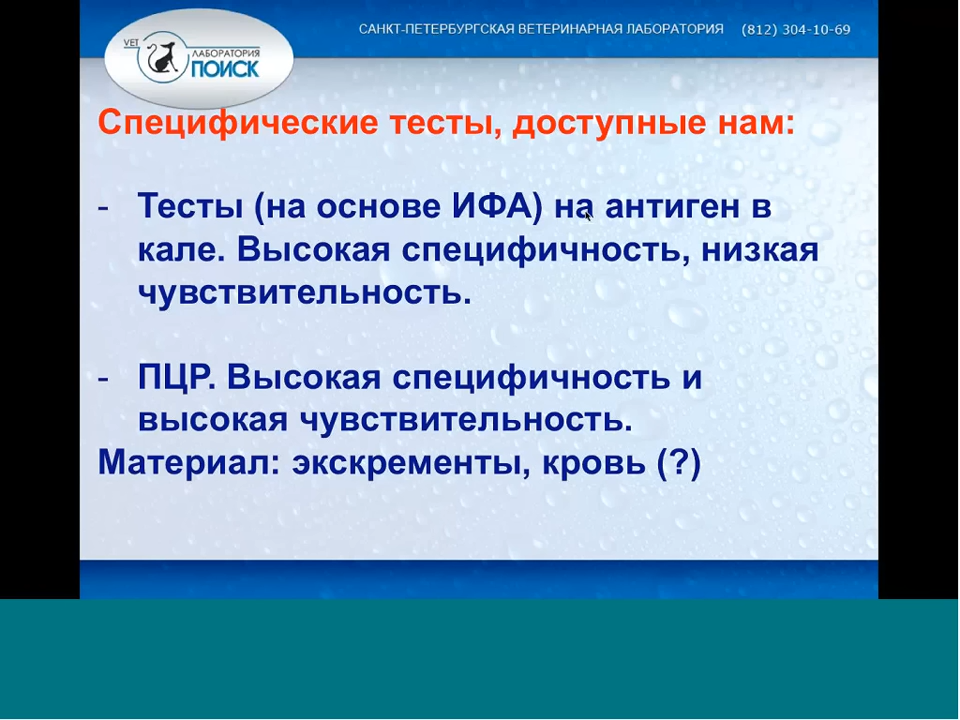 САНКТ-ПЕТЕРБУРГСКАЯ ВЕТЕРИНАРНАЯ ЛАБОРАТОРИЯ (812) 304-10-69
VET
ЛАБОРАТОРИЯ
ПОИСК
Специфические тесты, доступные нам:
- Тесты (на основе ИФА) на антиген в
кале. Высокая специфичность, низкая
чувствительность.
- ПЦР. Высокая специфичность и
высокая чувствительность.
Материал: экскременты, кровь (?)